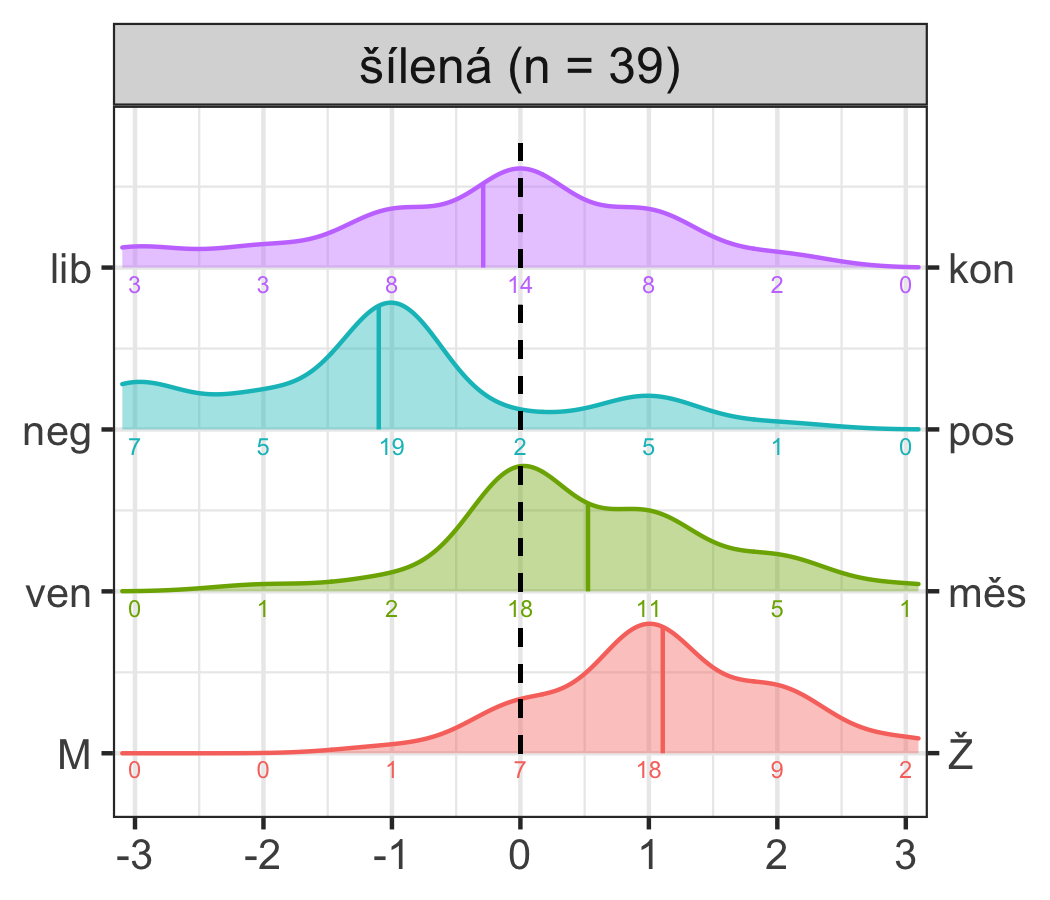 šílená (n = 39)
lib kon
3 3 8 14 8 2 0
neg pos
7 5 19 2 5 1 0
ven měs
0 1 2 18 11 5 1
M Ž
0 0 1 7 18 9 2
-3 -2 -1 0 1 2 3